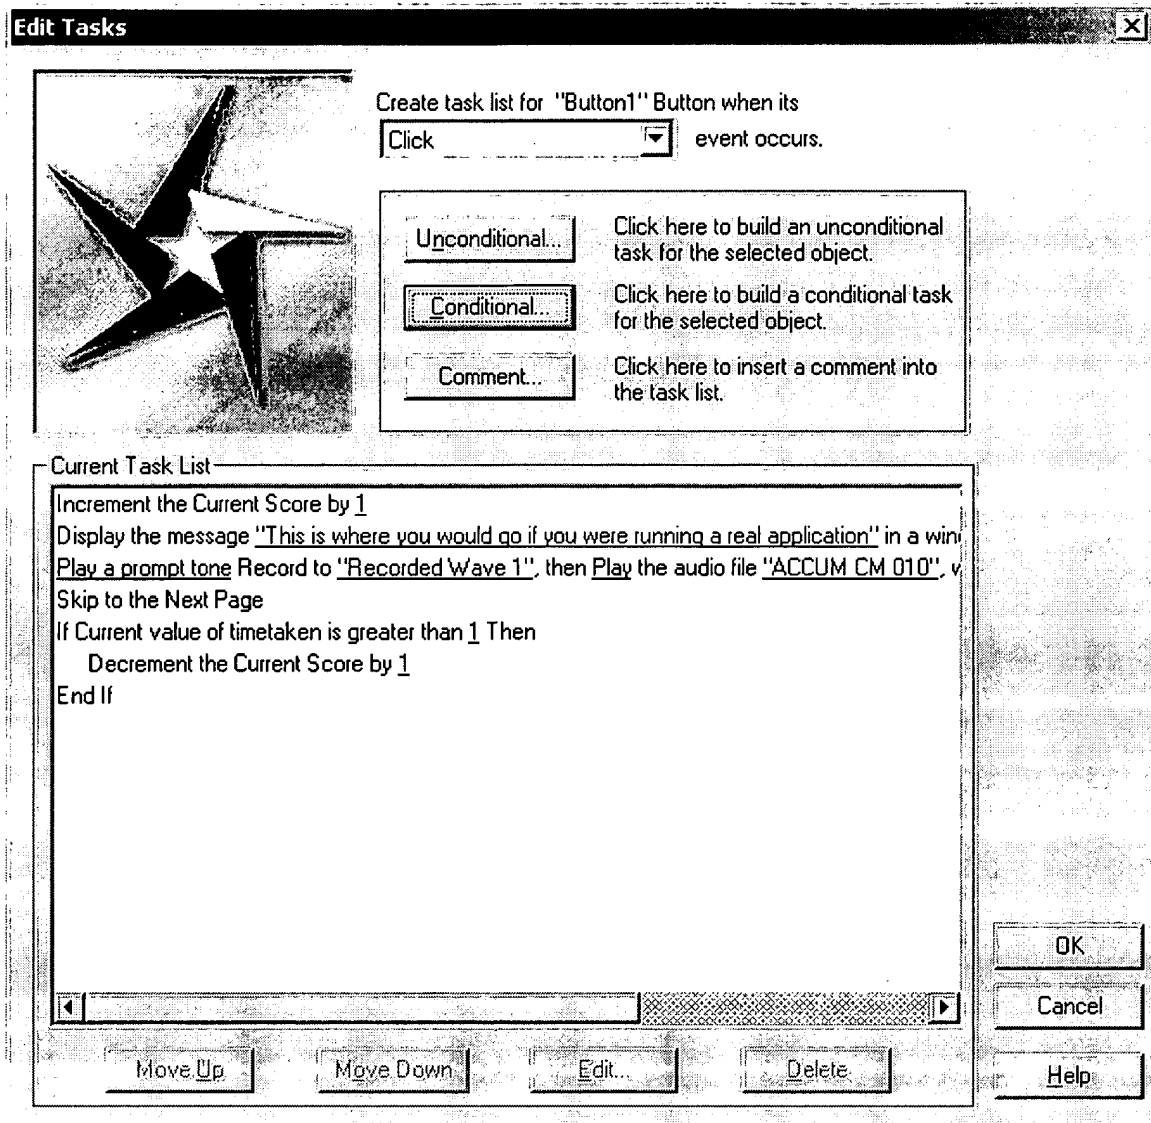 Edit Tasks
Create task list for "Button1" Button when its
Click
event occurs.
Unconditional...
Click here to build an unconditional
task for the selected object.
Conditional...
Click here to build a conditional task
for the selected object.
Comment...
Click here to insert a comment into
the task list.
Current Task List
Increment the Current Score by 1
Display the message "This is where you would go if you were running a real application" in a win
Play a prompt tone Record to "Recorded Wave 1", then Play the audio file "ACCUM CM 010", v
Skip to the Next Page
If Current value of timetaken is greater than 1 Then
Decrement the Current Score by 1
End If
OK
Cancel
Move Up
Move Down
Edit...
Delete
Help